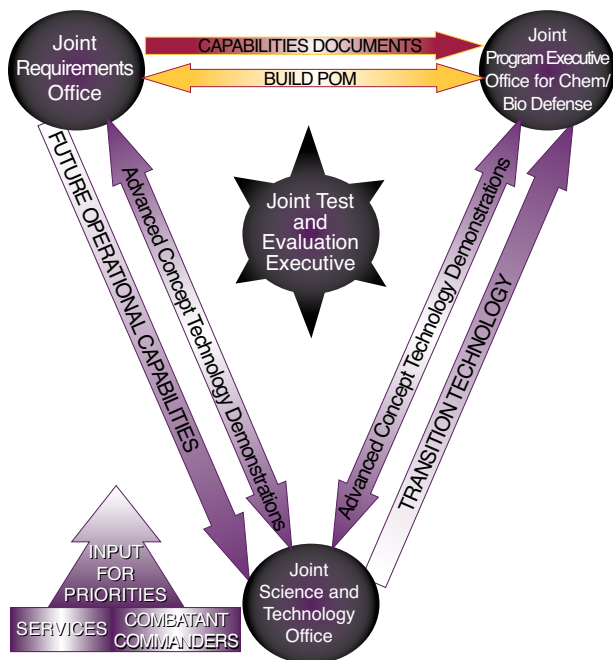 Joint
Requirements
Office
CAPABILITIES DOCUMENTS
BUILD POM
Joint
Program Executive
Office for Chem/
Bio Defense
FUTURE OPERATIONAL CAPABILITIES
Advanced Concept Technology Demonstrations
Joint Test
and
Evaluation
Executive
Advanced Concept Technology Demonstrations
TRANSITION TECHNOLOGY
INPUT
FOR
PRIORITIES
SERVICES
COMBATANT
COMMANDERS
Joint
Science and
Technology
Office